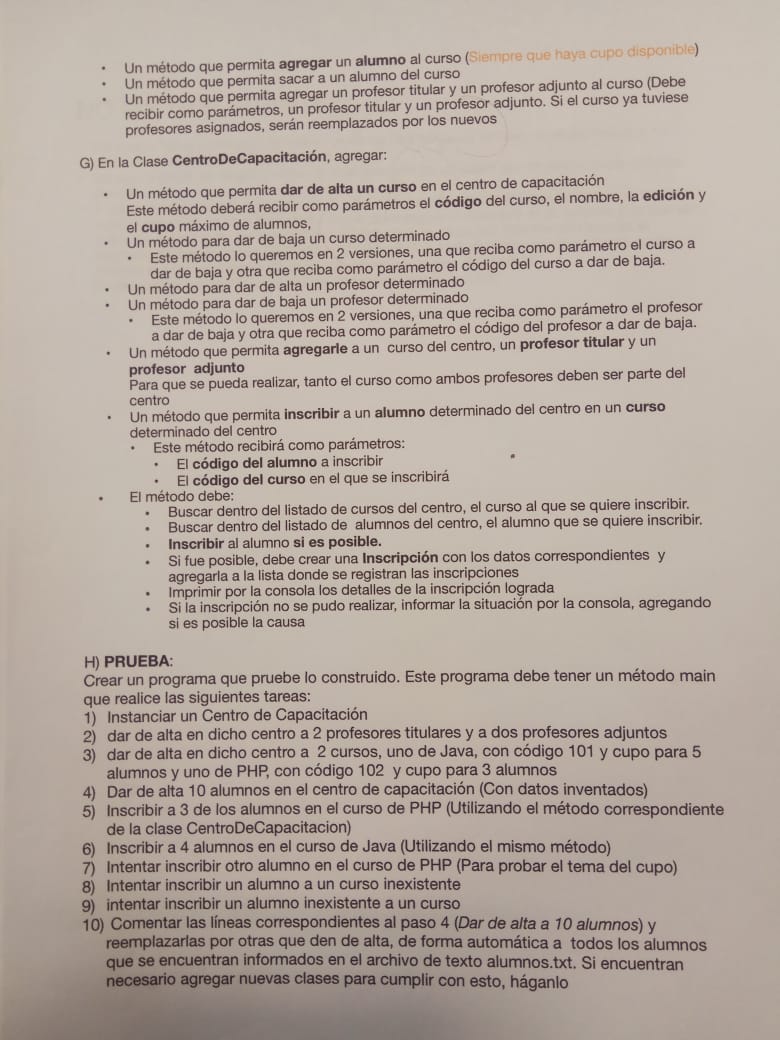 • Un método que permita agregar un alumno al curso (Siempre que haya cupo disponible)
• Un método que permita sacar a un alumno del curso
• Un método que permita agregar un profesor titular y un profesor adjunto al curso (Debe
recibir como parámetros, un profesor titular y un profesor adjunto. Si el curso ya tuviese
profesores asignados, serán reemplazados por los nuevos
G) En la Clase CentroDeCapacitación, agregar:
• Un método que permita dar de alta un curso en el centro de capacitación
Este método deberá recibir como parámetros el código del curso, el nombre, la edición y
el cupo máximo de alumnos,
• Un método para dar de baja un curso determinado
• Este método lo queremos en 2 versiones, una que reciba como parámetro el curso a
dar de baja y otra que reciba como parámetro el código del curso a dar de baja.
• Un método para dar de alta un profesor determinado
• Un método para dar de baja un profesor determinado
• Este método lo queremos en 2 versiones, una que reciba como parámetro el profesor
a dar de baja y otra que reciba como parámetro el código del profesor a dar de baja.
• Un método que permita agregarle a un curso del centro, un profesor titular y un
profesor adjunto
Para que se pueda realizar, tanto el curso como ambos profesores deben ser parte del
centro
• Un método que permita inscribir a un alumno determinado del centro en un curso
determinado del centro
• Este método recibirá como parámetros:
• El código del alumno a inscribir
• El código del curso en el que se inscribirá
• El método debe:
• Buscar dentro del listado de cursos del centro, el curso al que se quiere inscribir.
• Buscar dentro del listado de alumnos del centro, el alumno que se quiere inscribir.
• Inscribir al alumno si es posible.
• Si fue posible, debe crear una Inscripción con los datos correspondientes y
agregarla a la lista donde se registran las inscripciones
• Imprimir por la consola los detalles de la inscripción lograda
• Si la inscripción no se pudo realizar, informar la situación por la consola, agregando
si es posible la causa
H) PRUEBA:
Crear un programa que pruebe lo construido. Este programa debe tener un método main
que realice las siguientes tareas:
1) Instanciar un Centro de Capacitación
2) dar de alta en dicho centro a 2 profesores titulares y a dos profesores adjuntos
3) dar de alta en dicho centro a 2 cursos, uno de Java, con código 101 y cupo para 5
alumnos y uno de PHP, con código 102 y cupo para 3 alumnos
4) Dar de alta 10 alumnos en el centro de capacitación (Con datos inventados)
5) Inscribir a 3 de los alumnos en el curso de PHP (Utilizando el método correspondiente
de la clase CentroDeCapacitacion)
6) Inscribir a 4 alumnos en el curso de Java (Utilizando el mismo método)
7) Intentar inscribir otro alumno en el curso de PHP (Para probar el tema del cupo)
8) Intentar inscribir un alumno a un curso inexistente
9) intentar inscribir un alumno inexistente a un curso
10) Comentar las líneas correspondientes al paso 4 (Dar de alta a 10 alumnos) y
reemplazarlas por otras que den de alta, de forma automática a todos los alumnos
que se encuentran informados en el archivo de texto alumnos.txt. Si encuentran
necesario agregar nuevas clases para cumplir con esto, háganlo